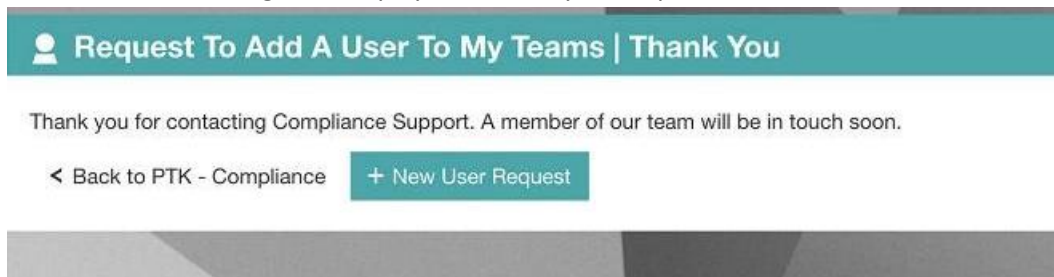 Request To Add A User To My Teams | Thank You
Thank you for contacting Compliance Support. A member of our team will be in touch soon.
< Back to PTK - Compliance + New User Request